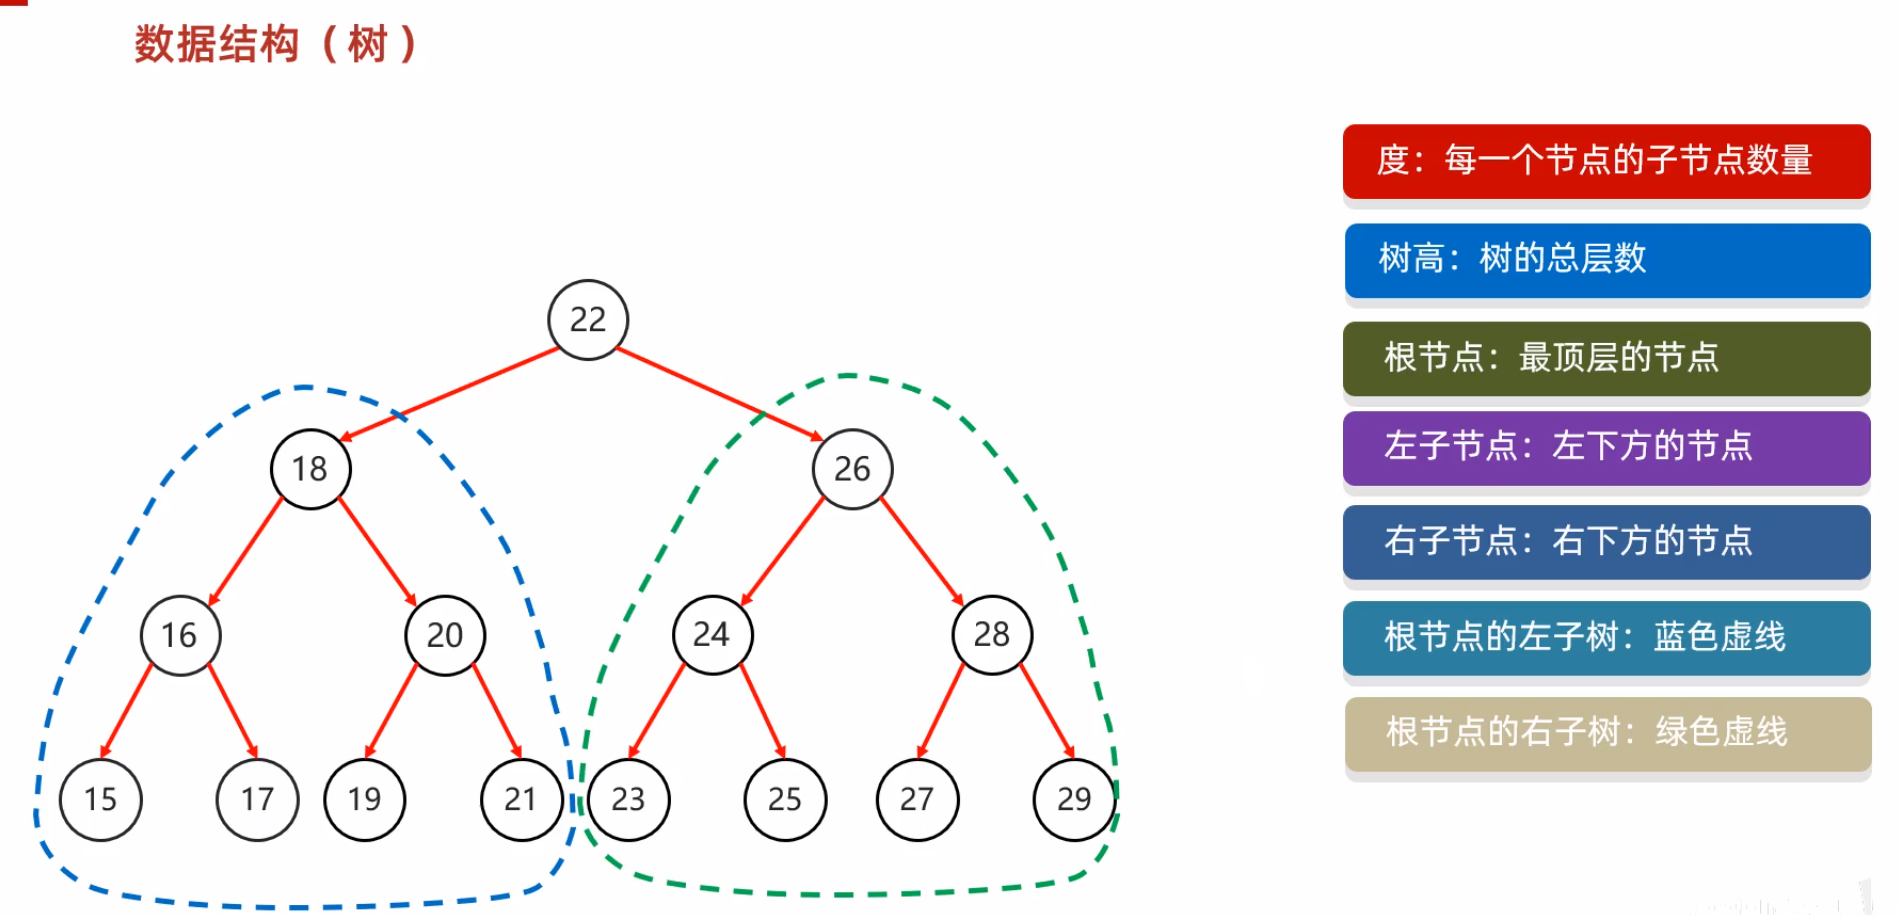 数据结构（树）
度：每一个节点的子节点数量
树高：树的总层数
根节点：最顶层的节点
左子节点：左下方的节点
右子节点：右下方的节点
根节点的左子树：蓝色虚线
根节点的右子树：绿色虚线
22
18
26
16
20
24
28
15
17
19
21
23
25
27
29